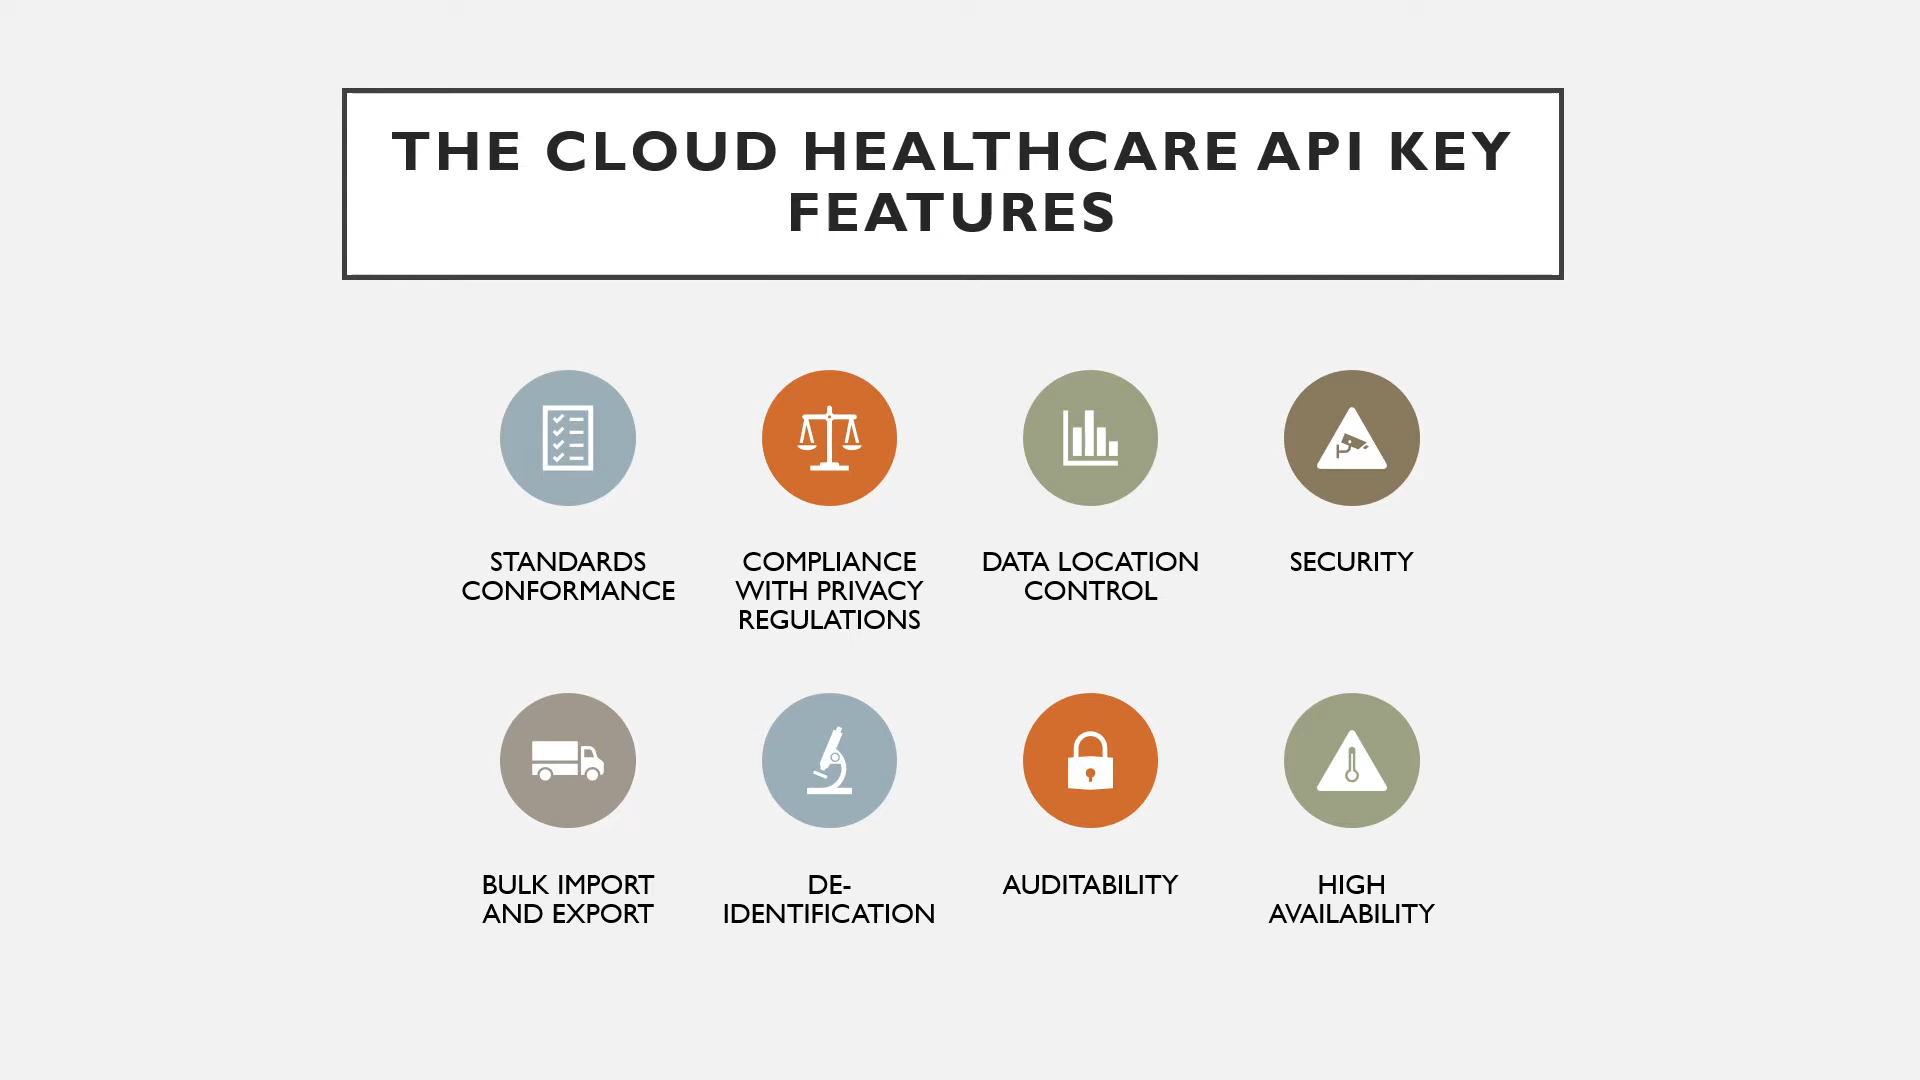 THE CLOUD HEALTHCARE API KEY
FEATURES
STANDARDS
CONFORMANCE
COMPLIANCE
WITH PRIVACY
REGULATIONS
DATA LOCATION
CONTROL
SECURITY
BULK IMPORT
AND EXPORT
DE-
IDENTIFICATION
AUDITABILITY
HIGH
AVAILABILITY